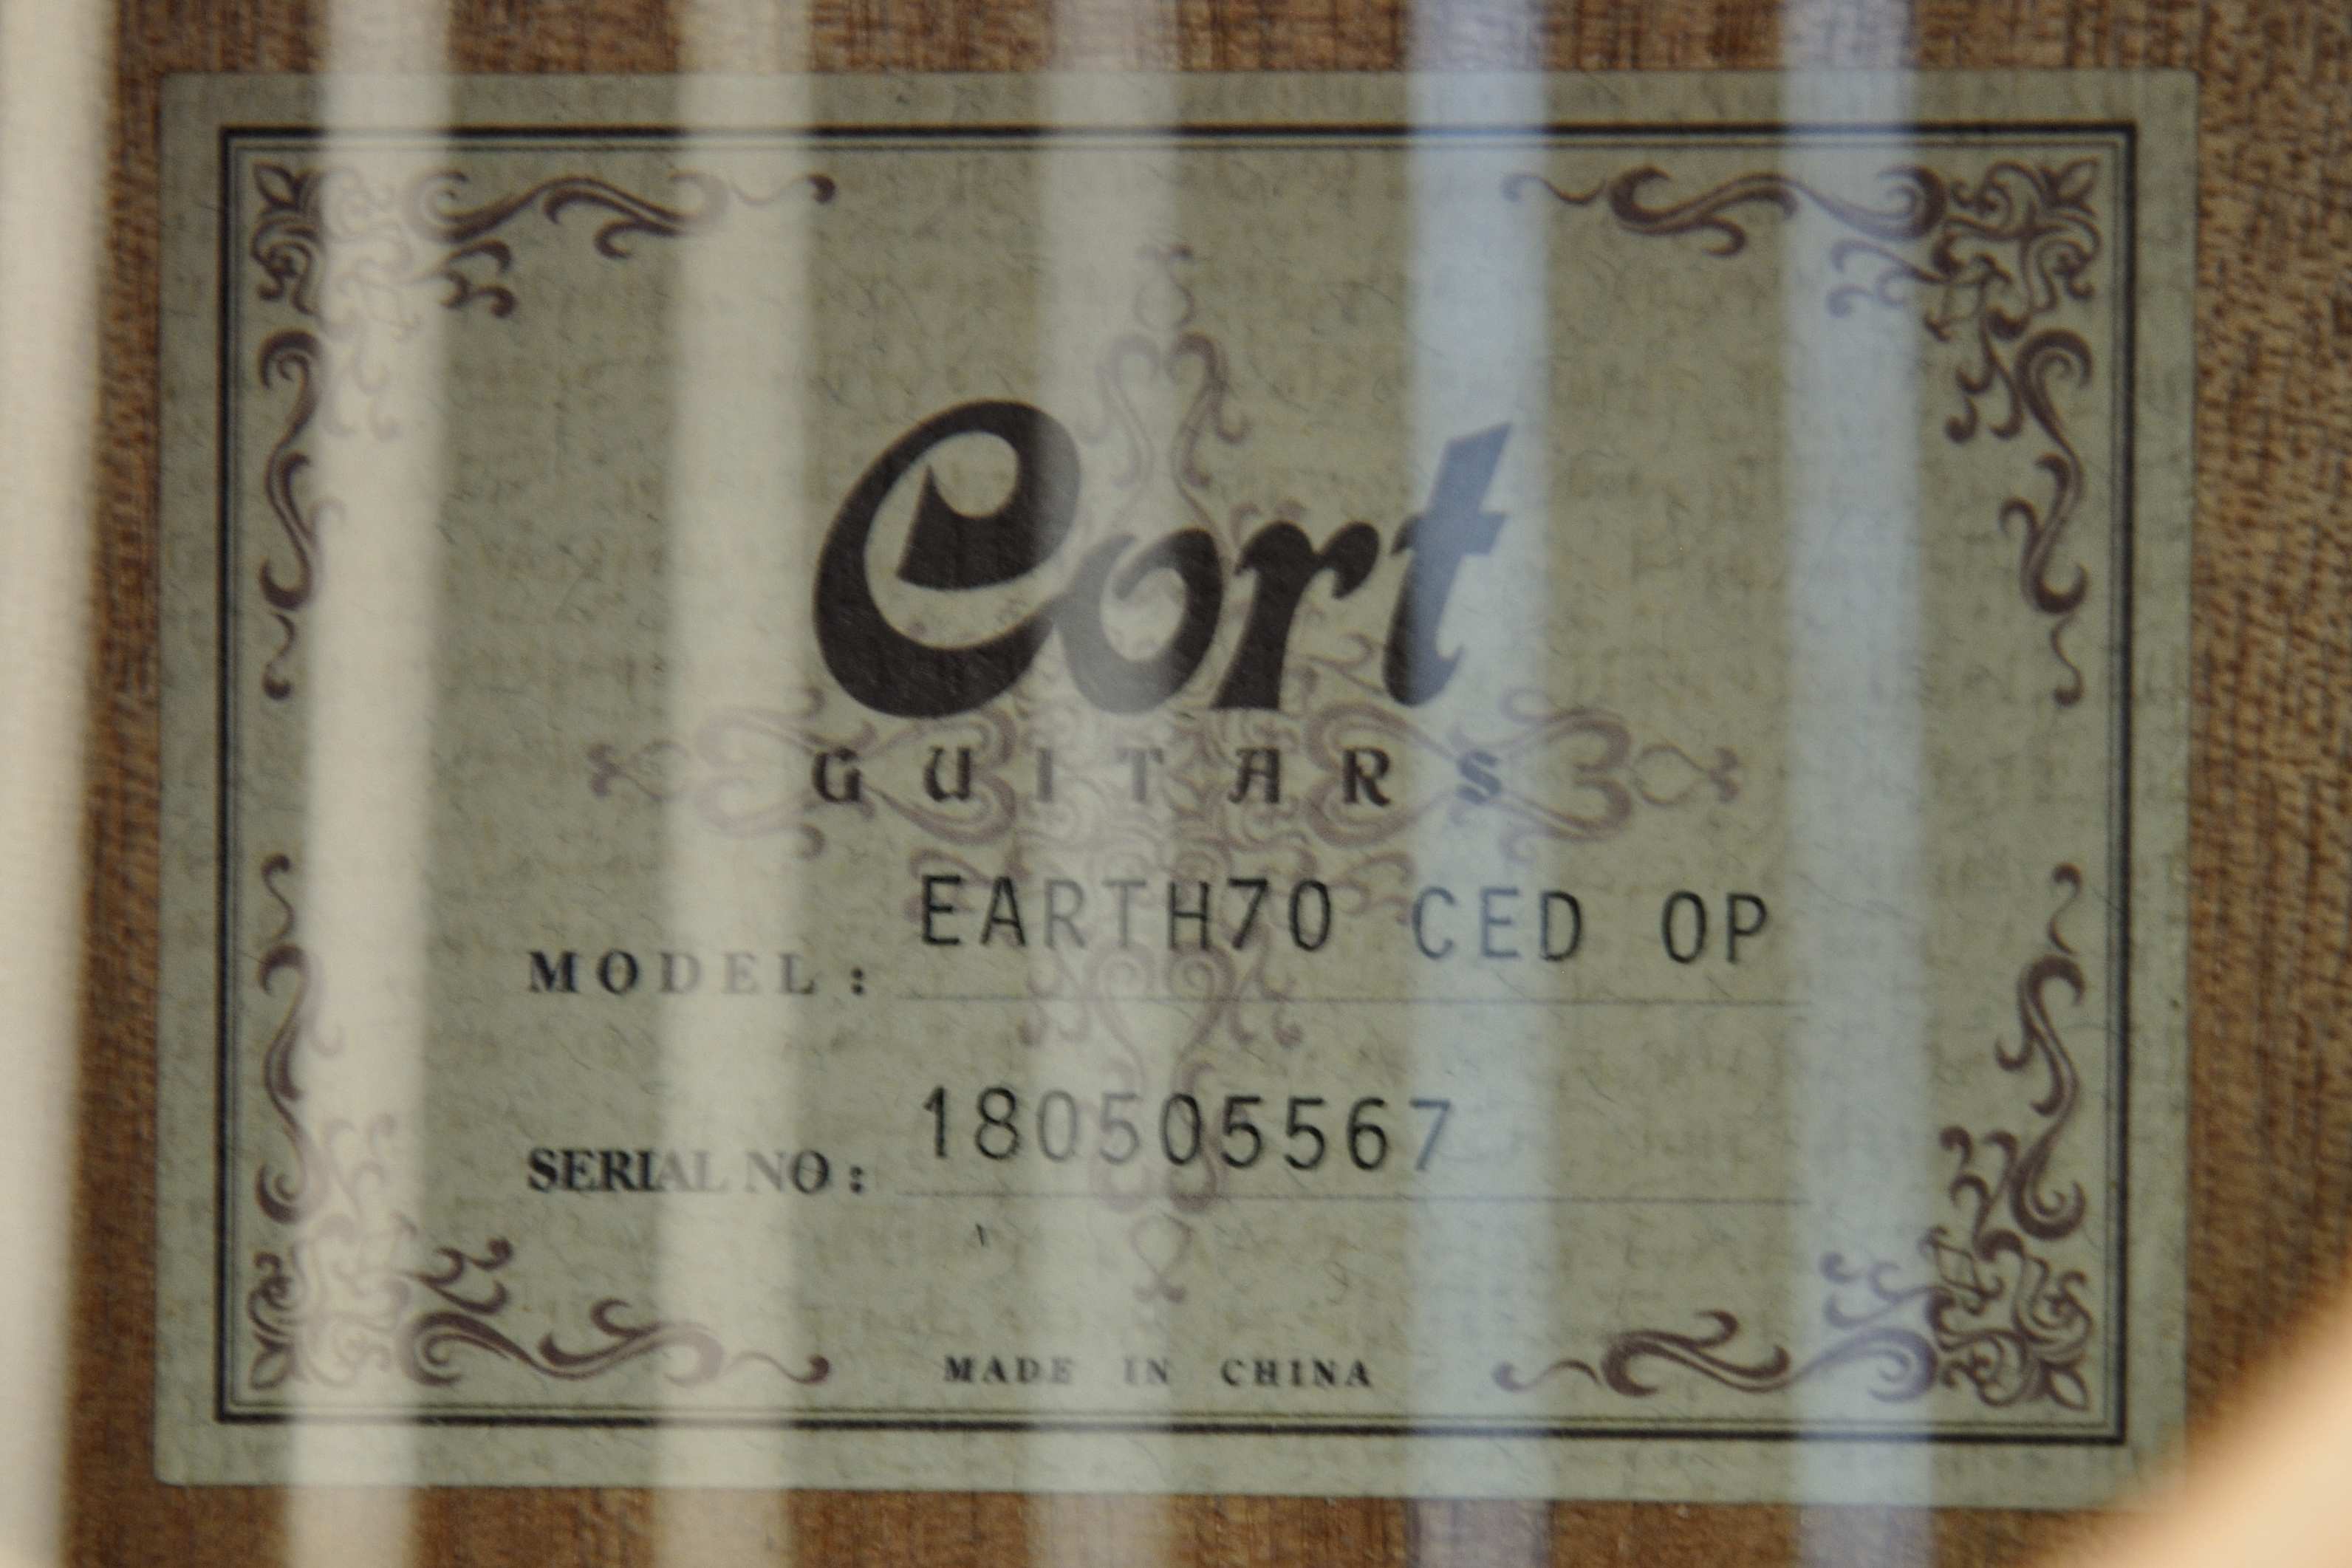 Cort
GUITARS
MODEL: EARTH70 CED OP
SERIAL NO: 180505567
MADE IN CHINA